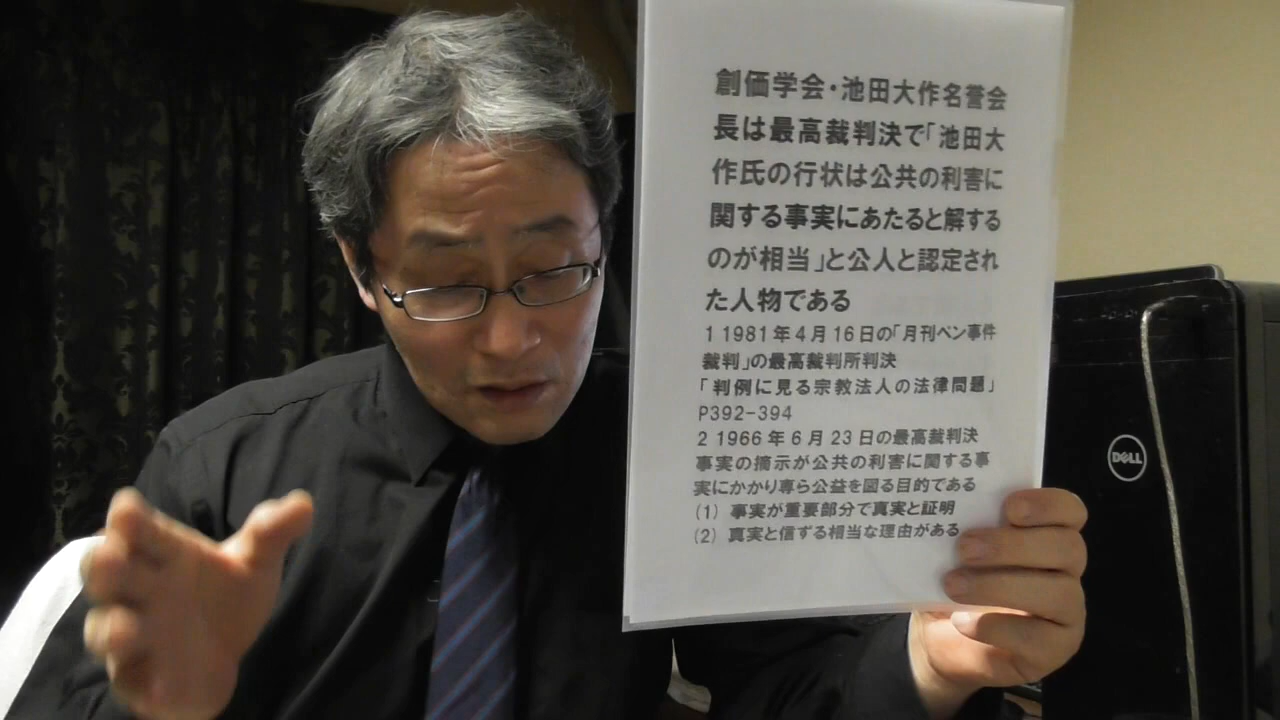 創価学会・池田大作名誉会
長は最高裁判決で「池田大
作氏の行状は公共の利害に
関する事実にあたると解する
のが相当」と公人と認定され
た人物である
1 1981年4月16日の「月刊ペン事件
裁判」の最高裁判所判決
「判例に見る宗教法人の法律問題」
P392-394
2 1966年6月23日の最高裁判決
事実の摘示が公共の利害に関する事
実にかかり専ら公益を図る目的である
(1) 事実が重要部分で真実と証明
(2) 真実と信ずる相当な理由がある
DELL